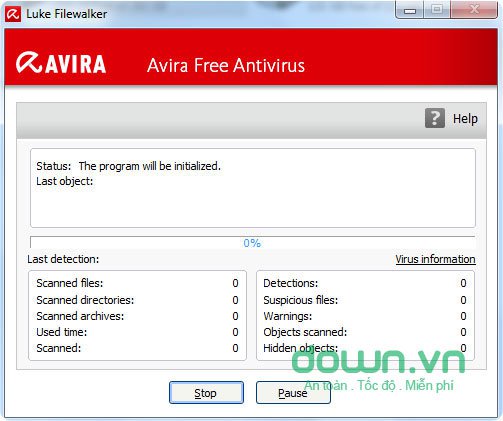 Luke Filewalker
AVIRA Avira Free Antivirus
? Help
Status: The program will be initialized.
Last object:
0%
Last detection: Virus information
Scanned files: 0
Scanned directories: 0
Scanned archives: 0
Used time: 0
Scanned: 0
Detections: 0
Suspicious files: 0
Warnings: 0
Objects scanned: 0
Hidden objects: 0
down.vn
An toàn . Tốc độ . Miễn phí
Stop Pause